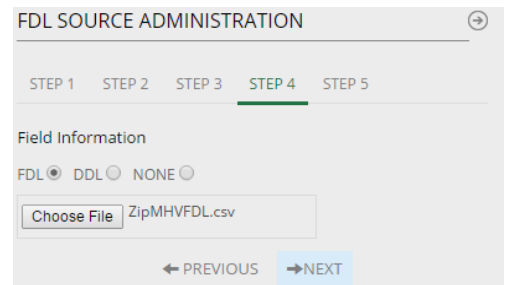 FDL SOURCE ADMINISTRATION
STEP 1 STEP 2 STEP 3 STEP 4 STEP 5
Field Information
FDL DDL NONE
Choose File ZipMHVFDL.csv
PREVIOUS NEXT